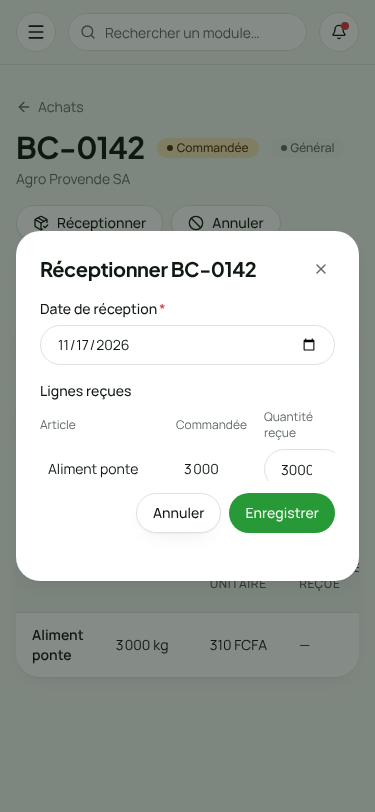 Rechercher un module…
Achats
BC-0142
Commandée
Général
Agro Provende SA
Réceptionner
Annuler
Réceptionner BC-0142
Date de réception *
11/17/2026
Lignes reçues
Article
Commandée
Quantité
reçue
Aliment ponte
3 000
3000
Annuler
Enregistrer
UNITAIRE
REÇUE
Aliment
ponte
3 000 kg
310 FCFA
—